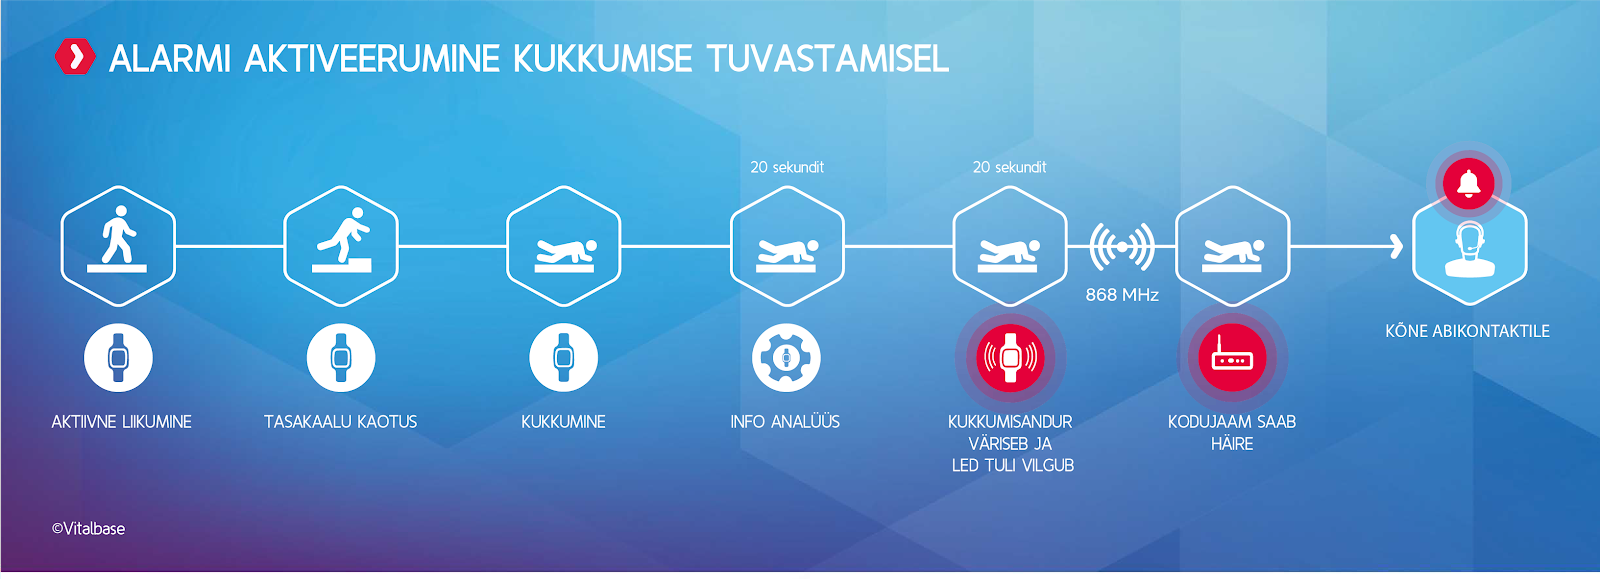 ALARMI AKTIVEERUMINE KUKKUMISE TUVASTAMISEL
20 sekundit
20 sekundit
868 MHz
KÕNE ABIKONTAKTILE
AKTIIVNE LIIKUMINE
TASAKAALU KAOTUS
KUKKUMINE
INFO ANALÜÜS
KUKKUMISANDUR
VÄRISEB JA
LED TULI VILGUB
KODUJAAM SAAB
HÄIRE
©Vitalbase